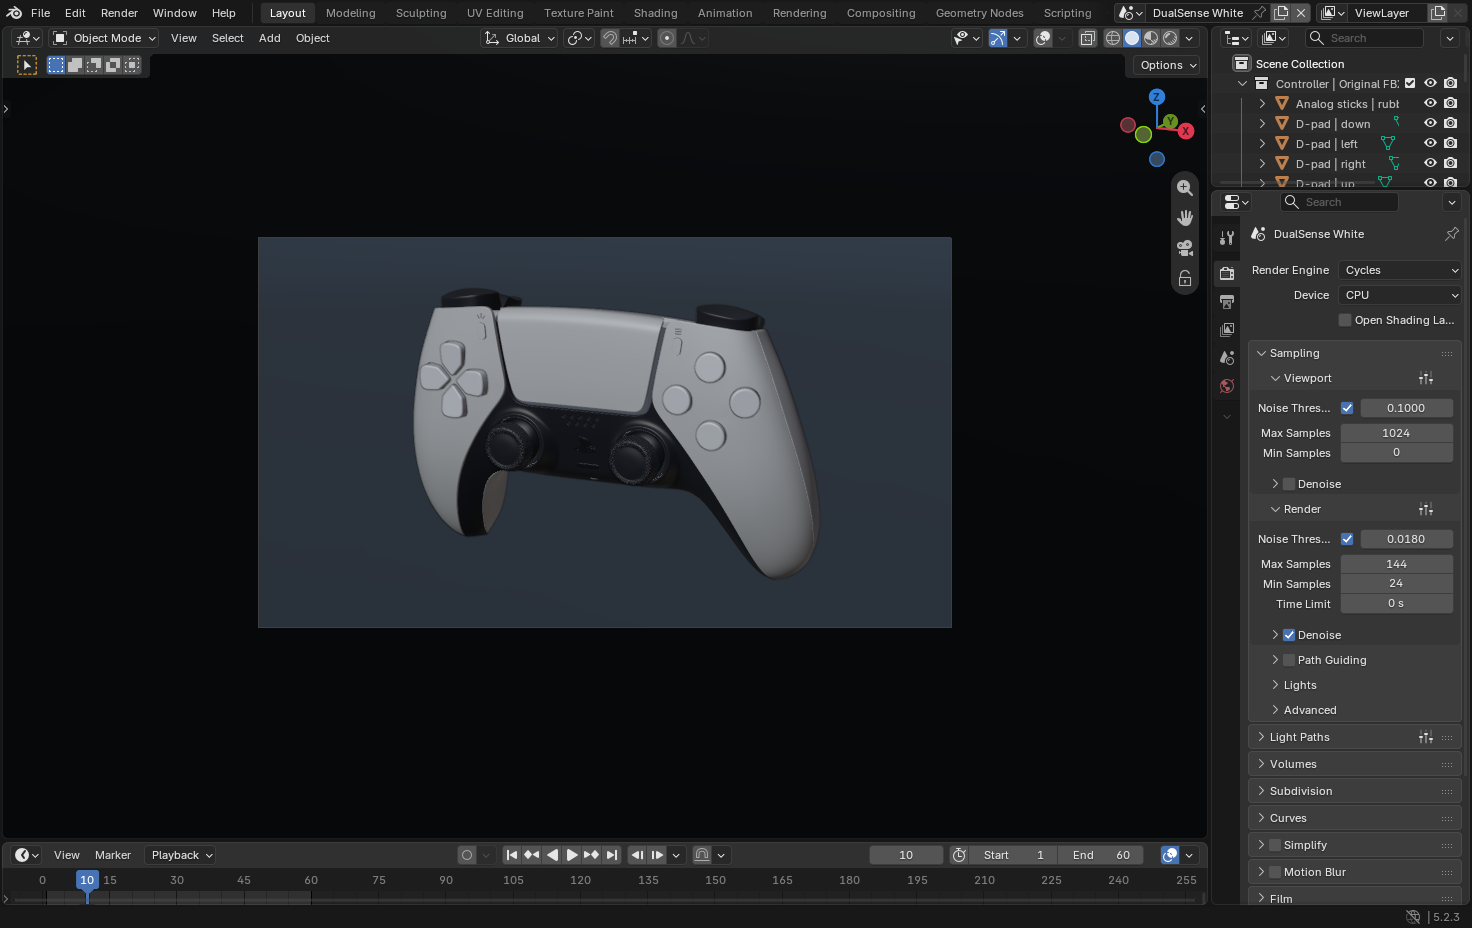 File Edit Render Window Help Layout Modeling Sculpting UV Editing Texture Paint Shading Animation Rendering Compositing Geometry Nodes Scripting DualSense White ViewLayer
Object Mode View Select Add Object Global Search
Options
Scene Collection
Controller | Original FB
Analog sticks | rubb
D-pad | down
D-pad | left
D-pad | right
D-pad | up
Z
Y
X
Search
DualSense White
Render Engine Cycles
Device CPU
Open Shading La...
Sampling
Viewport
Noise Thres... 0.1000
Max Samples 1024
Min Samples 0
Denoise
Render
Noise Thres... 0.0180
Max Samples 144
Min Samples 24
Time Limit 0 s
Denoise
Path Guiding
Lights
Advanced
Light Paths
Volumes
Subdivision
Curves
Simplify
Motion Blur
Film
View Marker Playback 10 Start 1 End 60
0 10 15 30 45 60 75 90 105 120 135 150 165 180 195 210 225 240 255
5.2.3